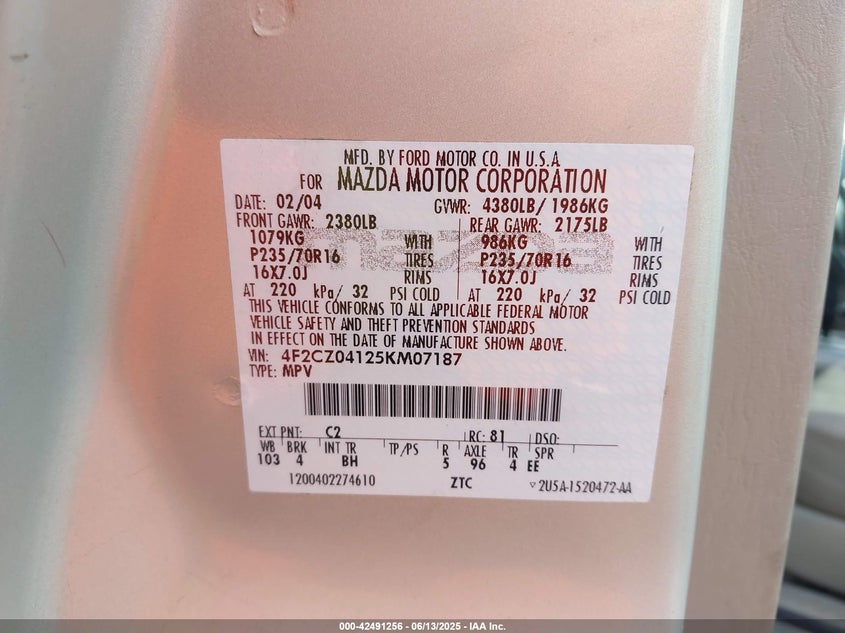 MFD. BY FORD MOTOR CO. IN U.S.A.
FOR MAZDA MOTOR CORPORATION
DATE: 02/04 GVWR: 4380LB/ 1986KG
FRONT GAWR: 2380LB REAR GAWR: 2175LB
1079KG WITH 986KG WITH
P235/70R16 TIRES P235/70R16 TIRES
16X7.0J RIMS 16X7.0J RIMS
AT 220 kPa/ 32 PSI COLD AT 220 kPa/ 32 PSI COLD
THIS VEHICLE CONFORMS TO ALL APPLICABLE FEDERAL MOTOR
VEHICLE SAFETY AND THEFT PREVENTION STANDARDS
IN EFFECT ON THE DATE OF MANUFACTURE SHOWN ABOVE.
VIN: 4F2CZ04125KM07187
TYPE: MPV
EXT PNT: C2 RC: 81 DSO:
WB BRK INT TR TP/PS R AXLE TR SPR
103 4 BH 5 96 4 EE
1200402274610 ZTC ▽2U5A-1520472-AA
000-42491256 - 06/13/2025 - IAA Inc.